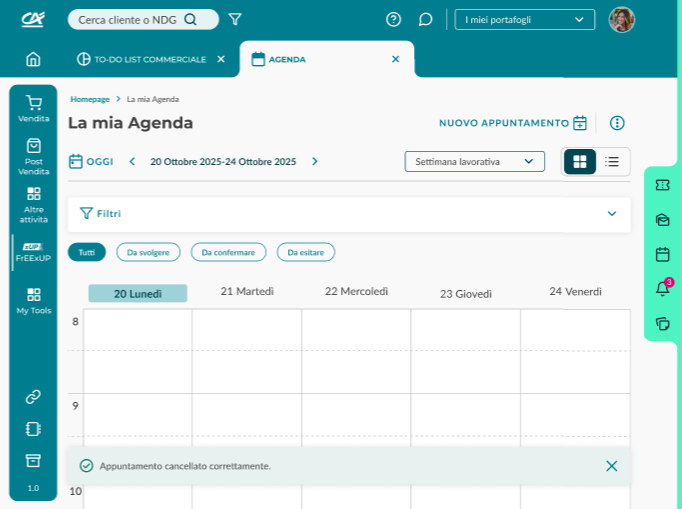 Cerca cliente o NDG
I miei portafogli
TO-DO LIST COMMERCIALE
AGENDA
Vendita
Post
Vendita
Altre
attività
eUP
FrEExUP
My Tools
1.0
Homepage > La mia Agenda
La mia Agenda
NUOVO APPUNTAMENTO
OGGI
20 Ottobre 2025-24 Ottobre 2025
Settimana lavorativa
Filtri
Tutti
Da svolgere
Da confermare
Da esitare
3
20 Lunedì
21 Martedì
22 Mercoledì
23 Giovedì
24 Venerdì
8
9
Appuntamento cancellato correttamente.
10